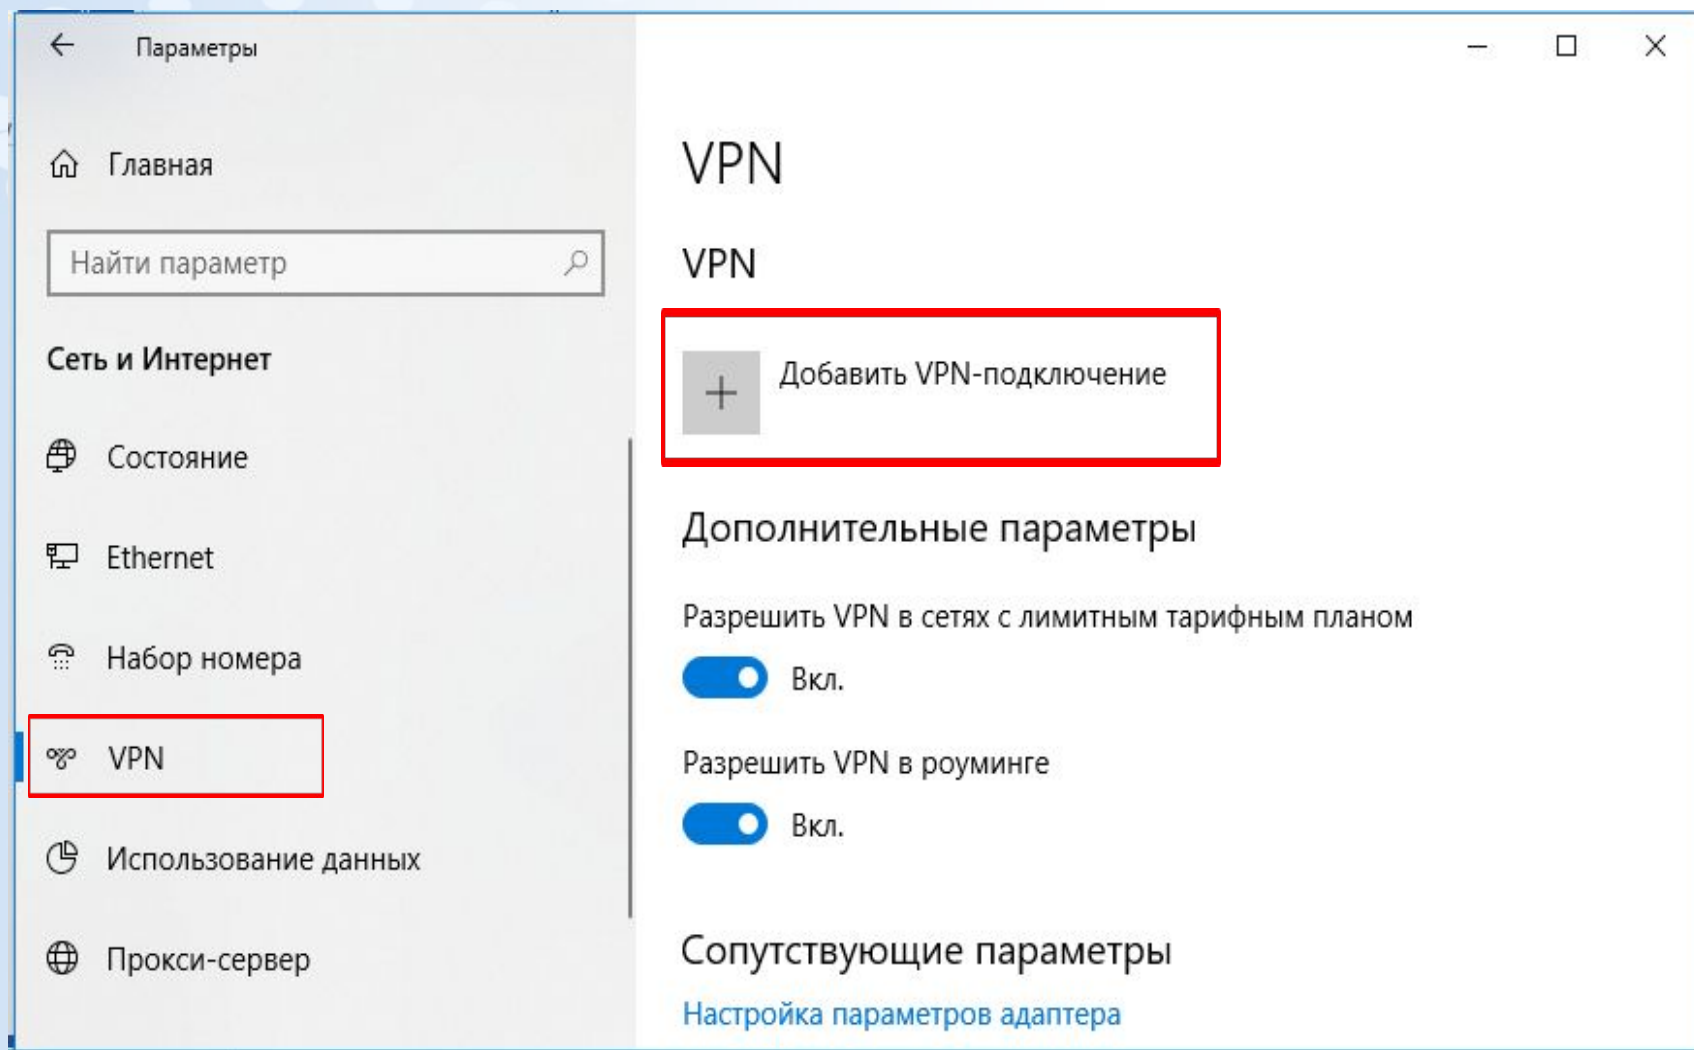 Параметры
Главная
Найти параметр
Сеть и Интернет
Состояние
Ethernet
Набор номера
VPN
Использование данных
Прокси-сервер
VPN
VPN
Добавить VPN-подключение
Дополнительные параметры
Разрешить VPN в сетях с лимитным тарифным планом
Вкл.
Разрешить VPN в роуминге
Вкл.
Сопутствующие параметры
Настройка параметров адаптера